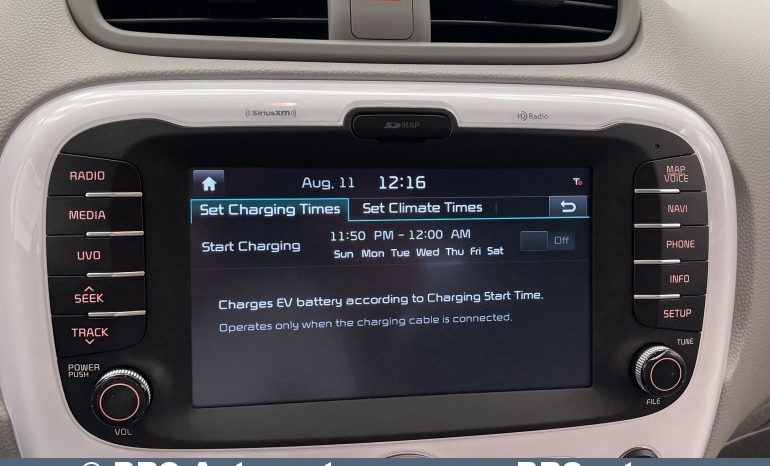 ((SiriusXM))
SD MAP
HD Radio
RADIO
MEDIA
UVO
SEEK
TRACK
POWER
PUSH
VOL
Aug, 11 12:16
Set Charging Times Set Climate Times
Start Charging
11:50 PM - 12:00 AM
Sun Mon Tue Wed Thu Fri Sat
Off
Charges EV battery according to Charging Start Time.
Operates only when the charging cable is connected.
MAP
VOICE
NAVI
PHONE
INFO
SETUP
TUNE
FILE